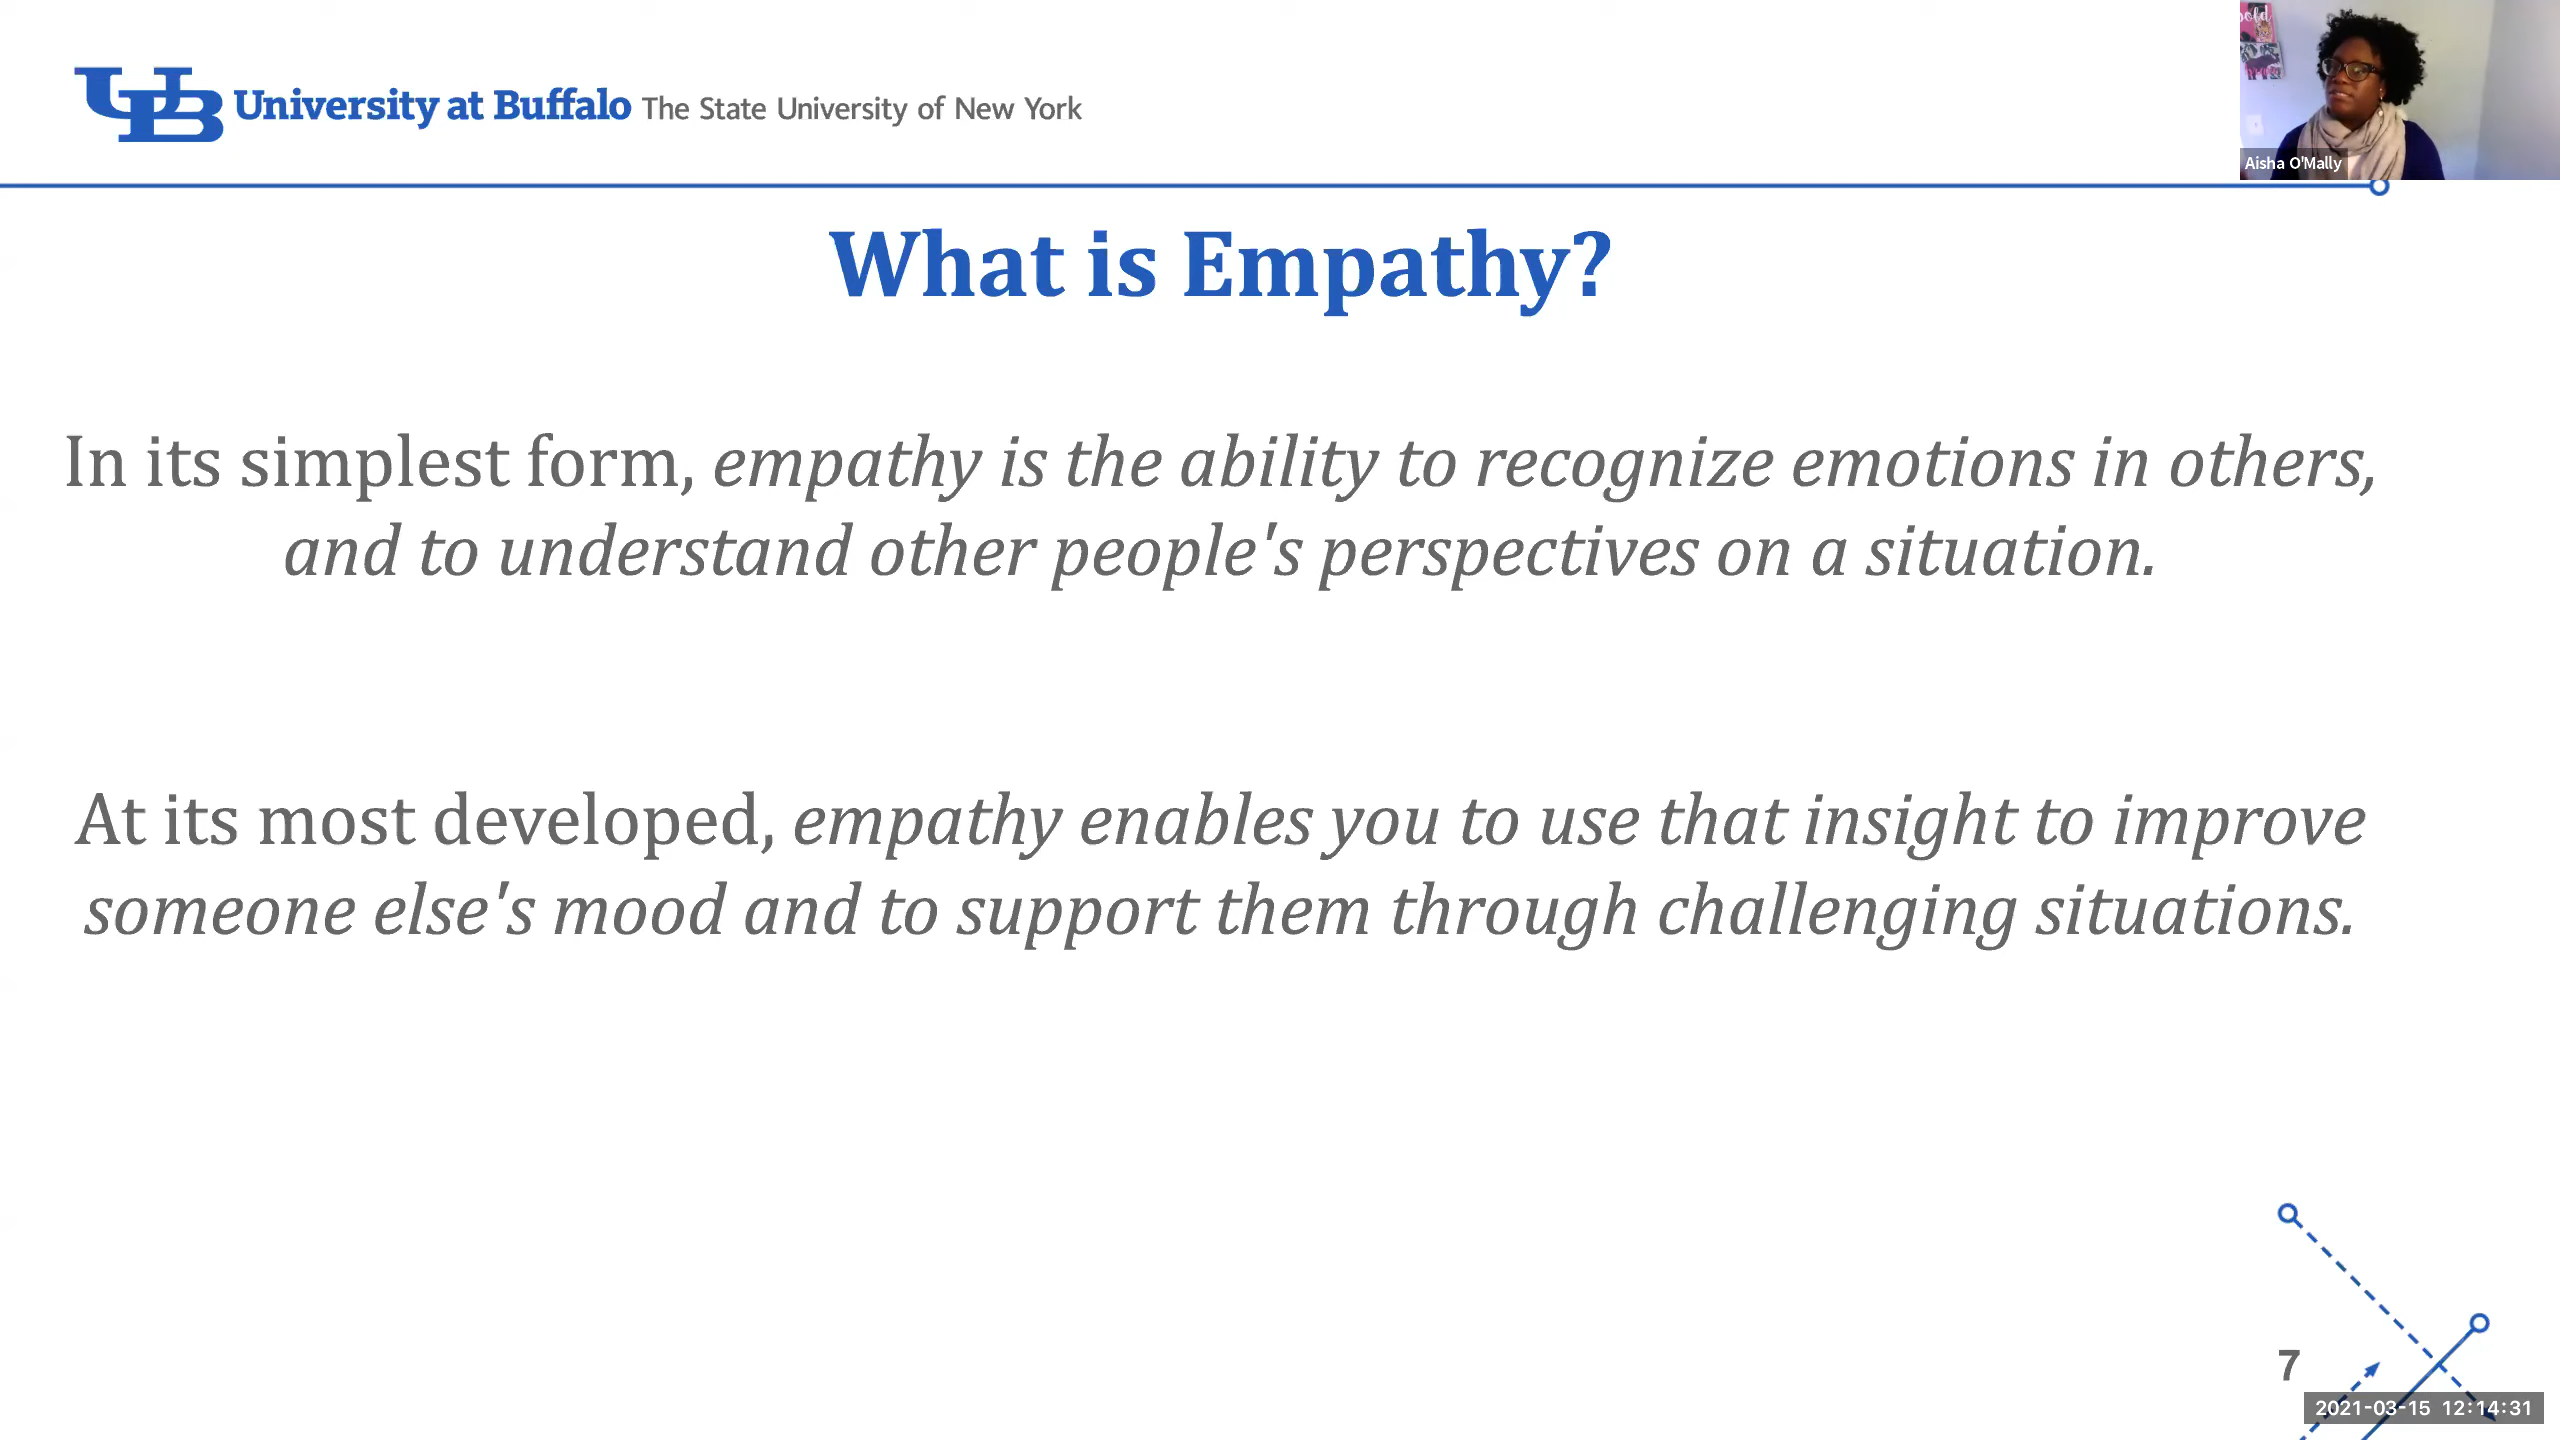 bold
UB University at Buffalo The State University of New York
Aisha O'Mally
What is Empathy?
In its simplest form, empathy is the ability to recognize emotions in others,
and to understand other people's perspectives on a situation.
At its most developed, empathy enables you to use that insight to improve
someone else's mood and to support them through challenging situations.
7
2021-03-15 12:14:31